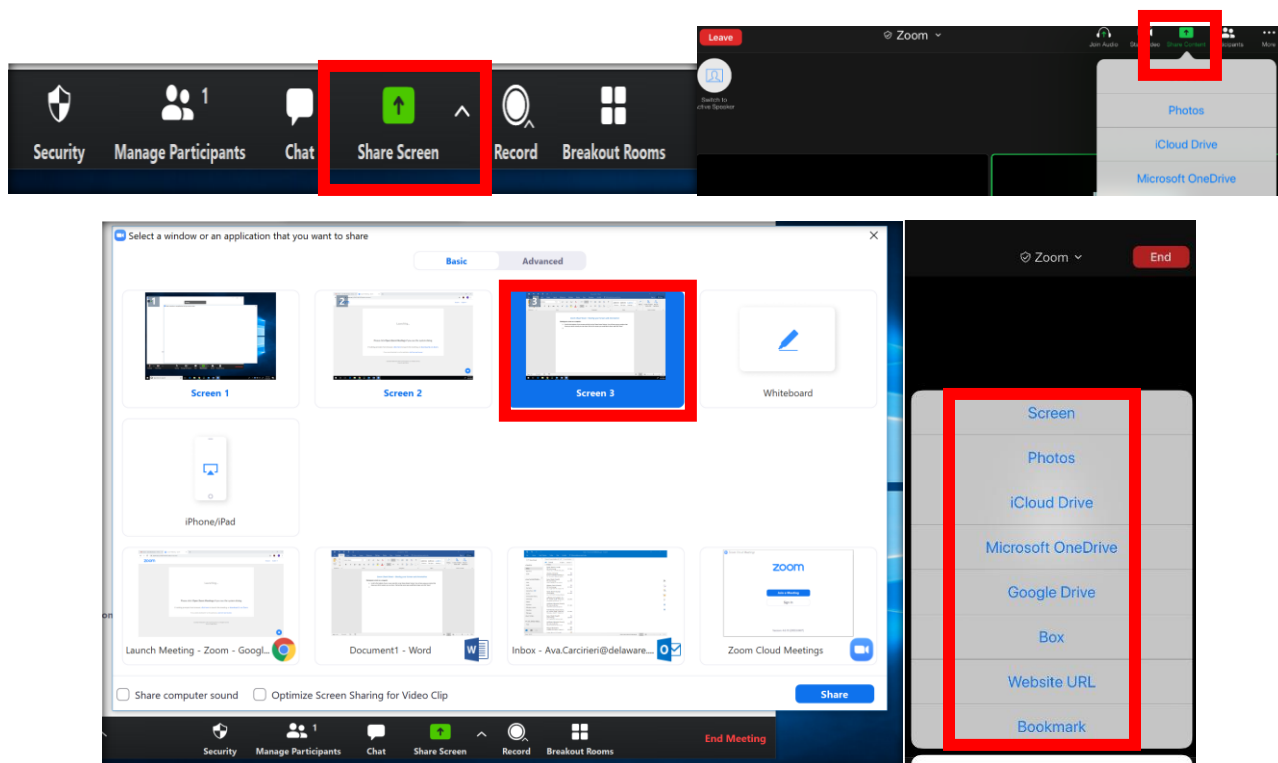 1
Security
Manage Participants
Chat
Share Screen
Record
Breakout Rooms
Leave
Zoom
Join Audio
Share Content
More
Switch to
Active Speaker
Photos
iCloud Drive
Microsoft OneDrive
Select a window or an application that you want to share
Basic
Advanced
1
2
3
Screen 1
Screen 2
Screen 3
Whiteboard
iPhone/iPad
zoom
Launch Meeting - Zoom - Googl...
Document1 - Word
Inbox - Ava.Carcirieri@delaware....
Zoom Cloud Meetings
Share computer sound
Optimize Screen Sharing for Video Clip
Share
1
Security
Manage Participants
Chat
Share Screen
Record
Breakout Rooms
End Meeting
Zoom
End
Screen
Photos
iCloud Drive
Microsoft OneDrive
Google Drive
Box
Website URL
Bookmark